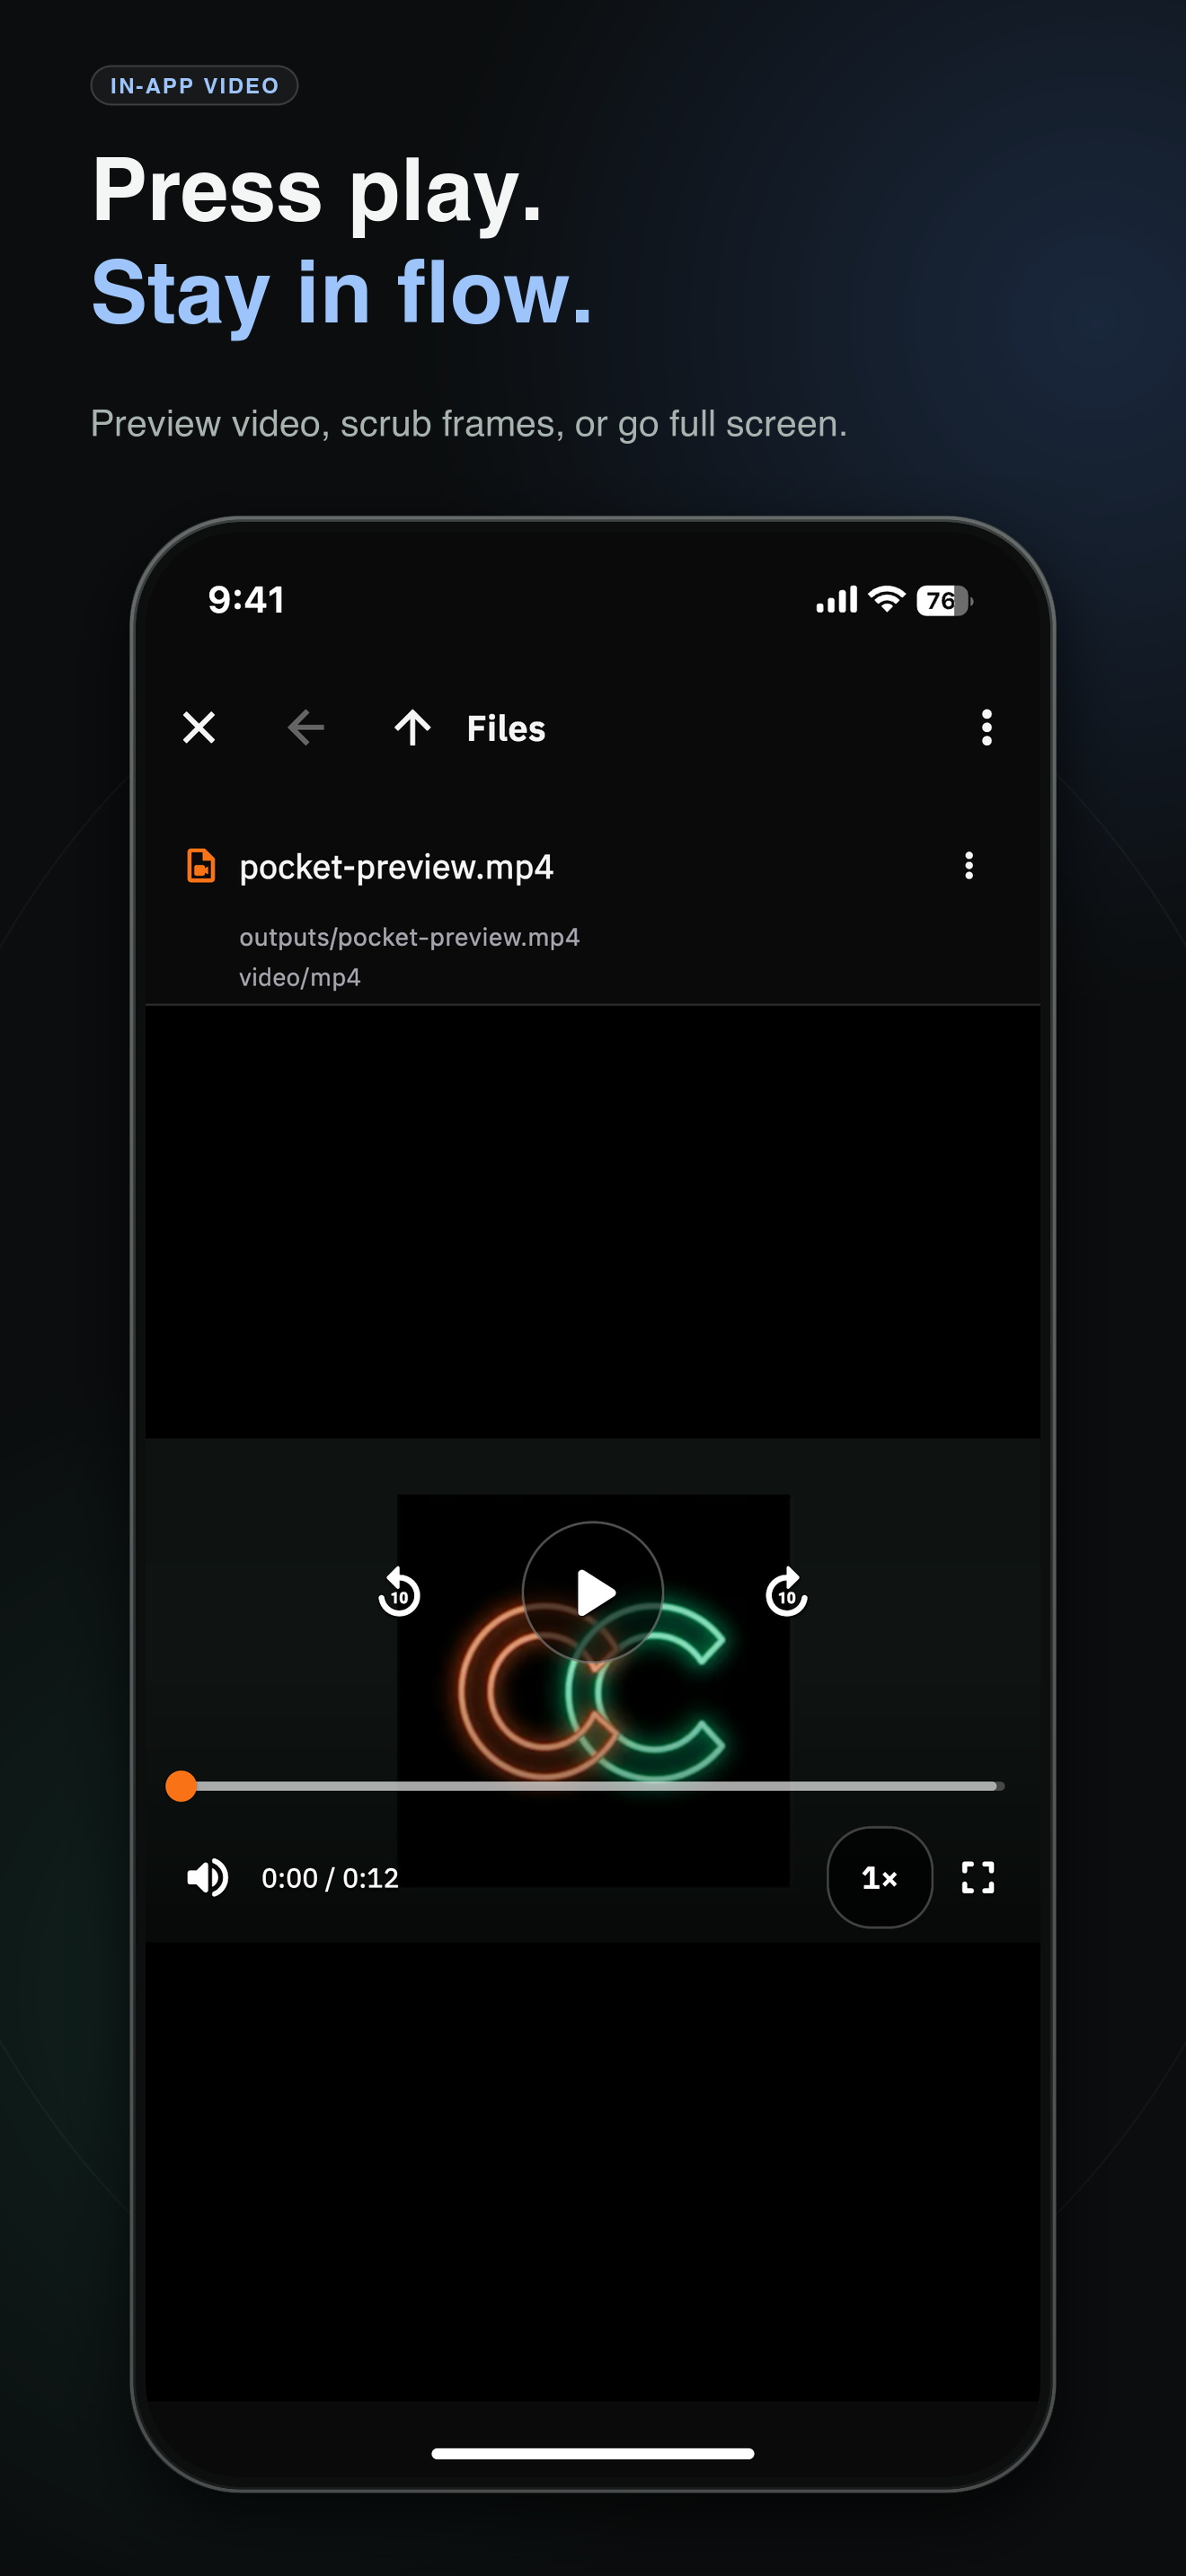 IN-APP VIDEO
Press play.
Stay in flow.
Preview video, scrub frames, or go full screen.
9:41
76
Files
pocket-preview.mp4
outputs/pocket-preview.mp4
video/mp4
10
10
CC
0:00 / 0:12
1×